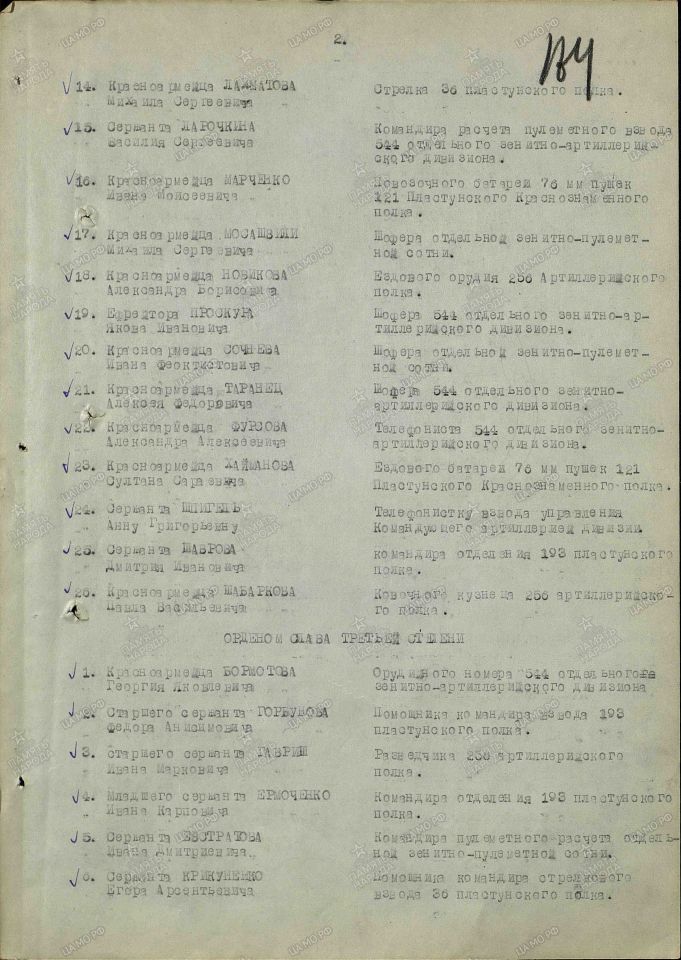 2.
14. Красноармейца ЛАХМАТОВА Стрелка 36 пластунского полка.
Михаила Сергеевича
15. Сержанта ЛАРОЧКИНА Командира расчета пулеметного взвода
Василия Сергеевича 544 отдельного зенитно-артиллерий-
ского дивизиона.
16. Красноармейца МАРЧЕНКО Повозочного батареи 76 мм пушек
Ивана Моисеевича 121 Пластунского Краснознаменного
полка.
17. Красноармейца МОСАШВИЛИ Шофера отдельной зенитно-пулемет-
Михаила Сергеевича ной сотни.
18. Красноармейца НОВИКОВА Ездового орудия 256 Артиллерийского
Александра Борисовича полка.
19. Ефрейтора ПРОСКУРА Шофера 544 отдельного зенитно-ар-
Якова Ивановича тиллерийского дивизиона.
20. Красноармейца СОЧНЕВА Шофера отдельной зенитно-пулемет-
Ивана Феоктистовича ной сотни.
21. Красноармейца ТАРАНЕЦ Шофера 544 отдельного зенитно-
Алексея Федоровича артиллерийского дивизиона.
22. Красноармейца ФУРСОВА Телефониста 544 отдельного зенитно-
Александра Алексеевича артиллерийского дивизиона.
23. Красноармейца ХАЙМАНОВА Ездового батареи 76 мм пушек 121
Султана Сараевича Пластунского Краснознаменного полка.
24. Сержанта ШПИГЕЛЬ Телефонистку взвода управления
Анну Григорьевну Командующего артиллерией дивизии.
25. Сержанта ШАВРОВА командира отделения 193 пластунского
Дмитрия Ивановича полка.
26. Красноармейца ШАБАРКОВА Ковочного кузнеца 256 артиллерийско-
Павла Васильевича го полка.
ОРДЕНОМ СЛАВА ТРЕТЬЕЙ СТЕПЕНИ
1. Красноармейца БОРМОТОВА Орудийного номера 544 отдельного
Георгия Яковлевича зенитно-артиллерийского дивизиона
2. Старшего сержанта ГОРБУНОВА Помощника командира взвода 193
Федора Анисимовича пластунского полка.
3. старшего сержанта ГАВРИШ Разведчика 256 артиллерийского
Ивана Марковича полка.
4. Младшего сержанта ЕРМОЧЕНКО Командира отделения 193 пластунского
Ивана Карповича полка.
5. Сержанта ЕВСТРАТОВА Командира пулеметного расчета отдель-
Ивана Дмитриевича ной зенитно-пулеметной сотни.
6. Сержанта КРИКУНЕНКО Помощника командира стрелкового
Егора Арсентьевича взвода 36 пластунского полка.